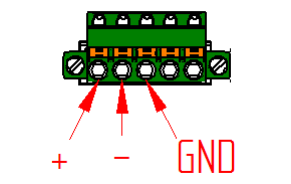 + − GND